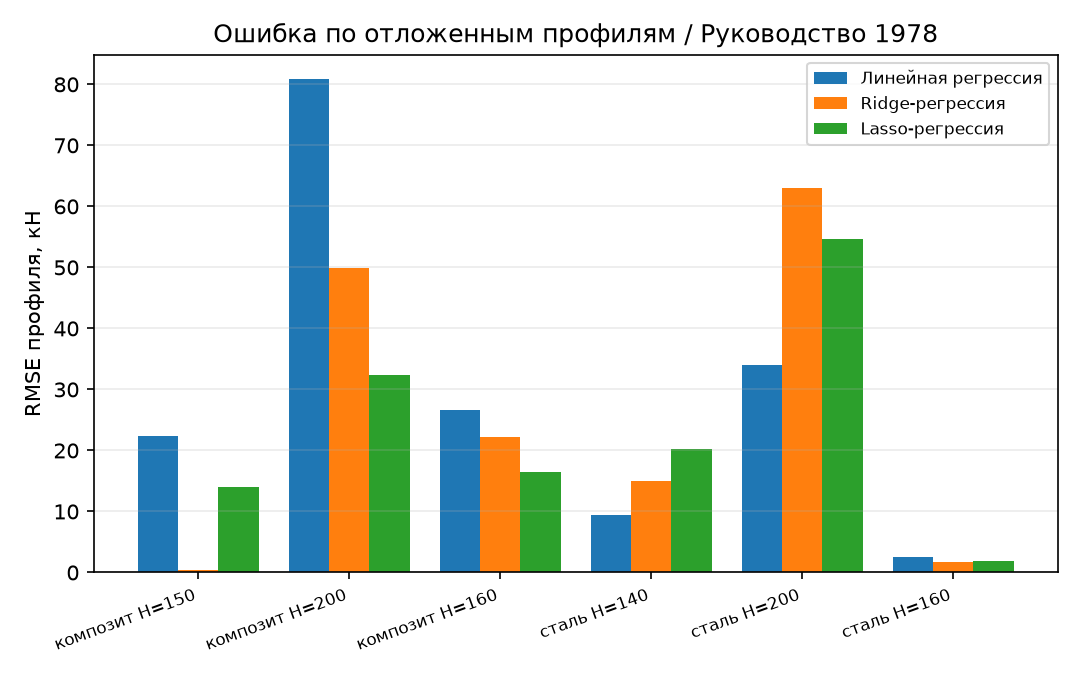 Ошибка по отложенным профилям / Руководство 1978
Линейная регрессия
Ridge-регрессия
Lasso-регрессия
RMSE профиля, кН
80
70
60
50
40
30
20
10
0
композит H=150
композит H=200
композит H=160
сталь H=140
сталь H=200
сталь H=160